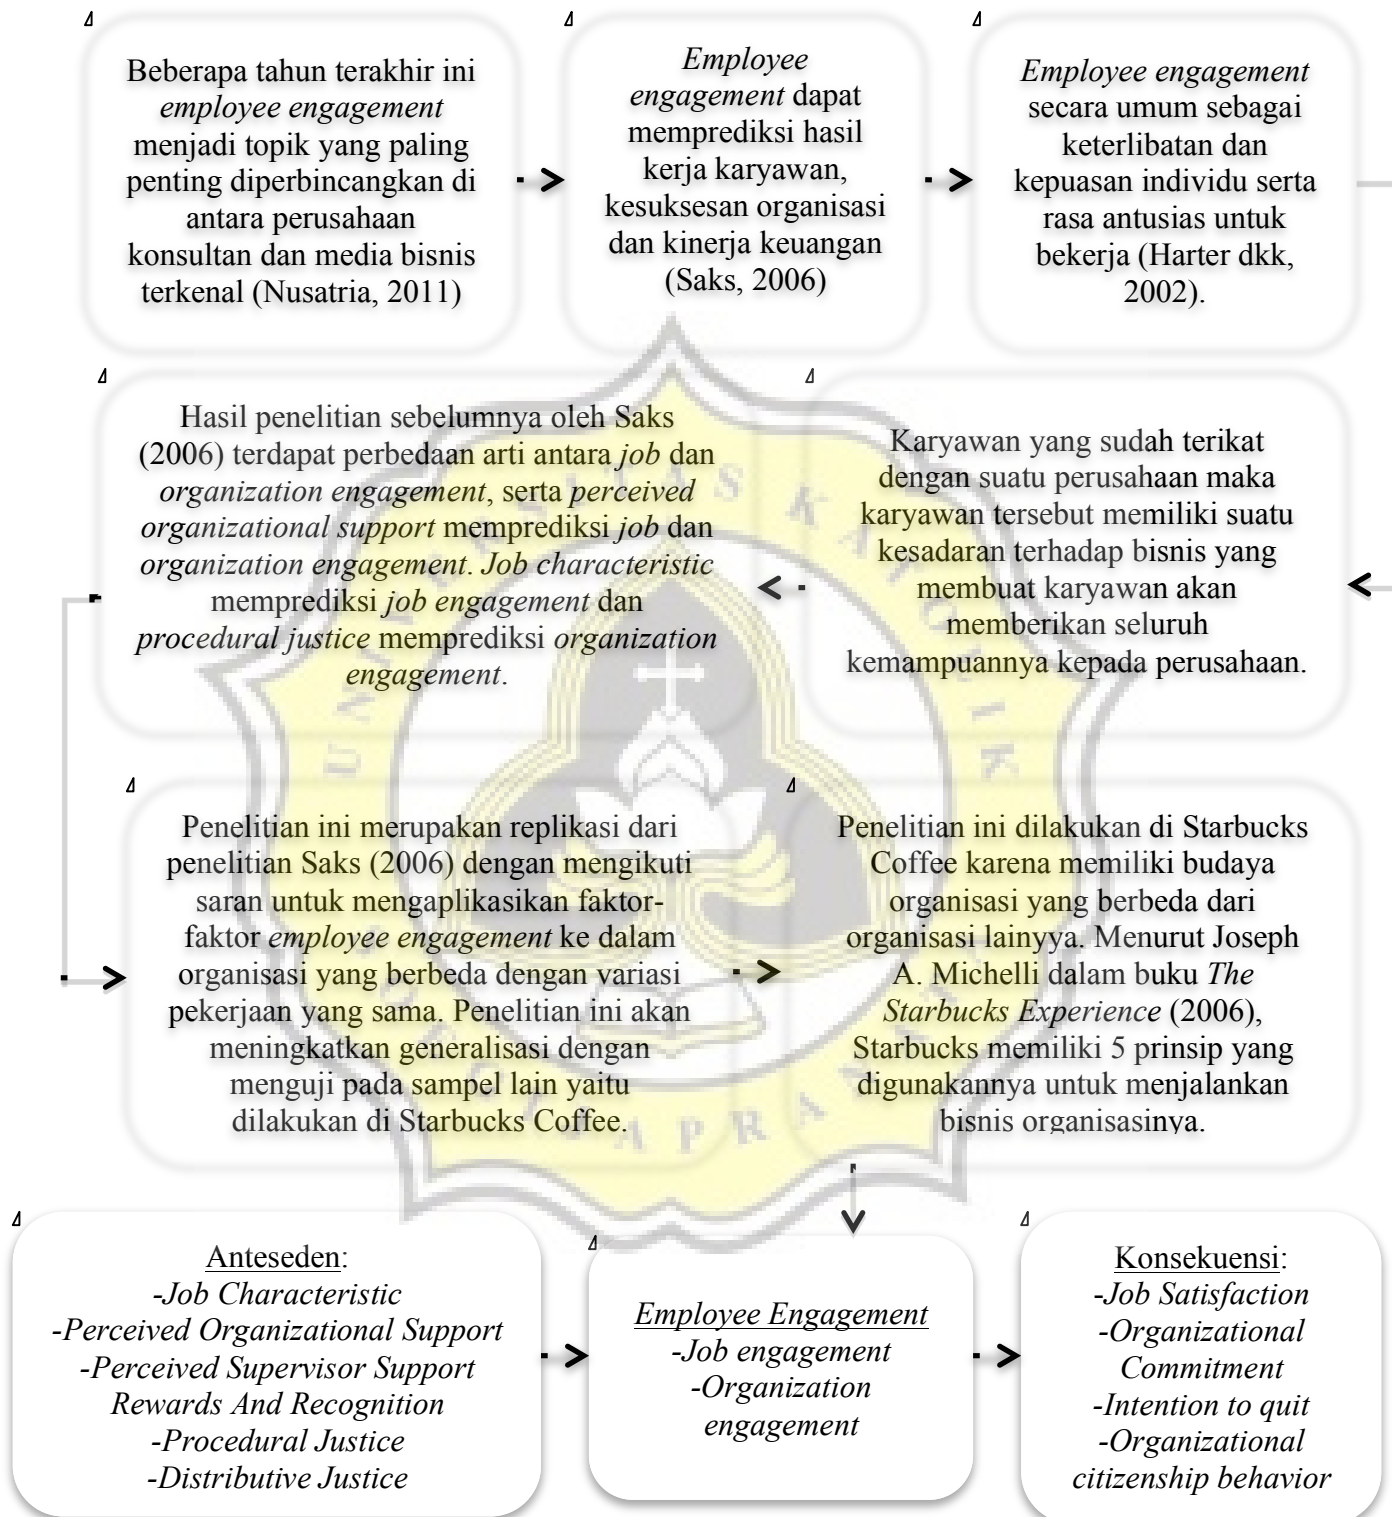 Beberapa tahun terakhir ini
employee engagement
menjadi topik yang paling
penting diperbincangkan di
antara perusahaan
konsultan dan media bisnis
terkenal (Nusatria, 2011)
Employee
engagement dapat
memprediksi hasil
kerja karyawan,
kesuksesan organisasi
dan kinerja keuangan
(Saks, 2006)
Employee engagement
secara umum sebagai
keterlibatan dan
kepuasan individu serta
rasa antusias untuk
bekerja (Harter dkk,
2002).
Karyawan yang sudah terikat
dengan suatu perusahaan maka
karyawan tersebut memiliki suatu
kesadaran terhadap bisnis yang
membuat karyawan akan
memberikan seluruh
kemampuannya kepada perusahaan.
Hasil penelitian sebelumnya oleh Saks
(2006) terdapat perbedaan arti antara job dan
organization engagement, serta perceived
organizational support memprediksi job dan
organization engagement. Job characteristic
memprediksi job engagement dan
procedural justice memprediksi organization
engagement.
Penelitian ini merupakan replikasi dari
penelitian Saks (2006) dengan mengikuti
saran untuk mengaplikasikan faktor-
faktor employee engagement ke dalam
organisasi yang berbeda dengan variasi
pekerjaan yang sama. Penelitian ini akan
meningkatkan generalisasi dengan
menguji pada sampel lain yaitu
dilakukan di Starbucks Coffee.
Penelitian ini dilakukan di Starbucks
Coffee karena memiliki budaya
organisasi yang berbeda dari
organisasi lainyya. Menurut Joseph
A. Michelli dalam buku The
Starbucks Experience (2006),
Starbucks memiliki 5 prinsip yang
digunakannya untuk menjalankan
bisnis organisasinya.
Anteseden:
-Job Characteristic
-Perceived Organizational Support
-Perceived Supervisor Support
Rewards And Recognition
-Procedural Justice
-Distributive Justice
Employee Engagement
-Job engagement
-Organization
engagement
Konsekuensi:
-Job Satisfaction
-Organizational
Commitment
-Intention to quit
-Organizational
citizenship behavior
UNIVERSITAS KATOLIK